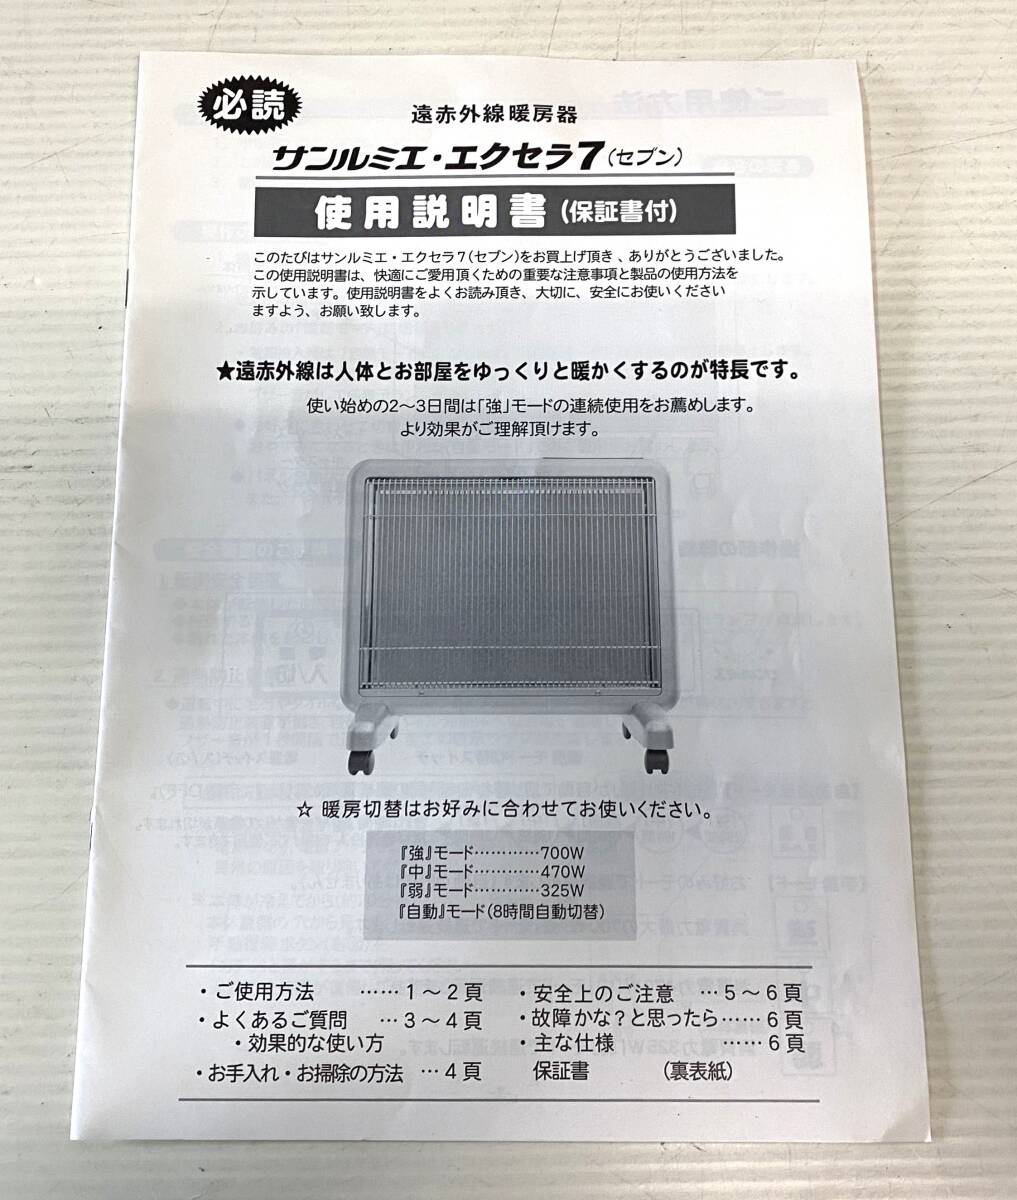 必読
遠赤外線暖房器
サンルミエ・エクセラ7(セブン)
使用説明書(保証書付)
このたびはサンルミエ・エクセラ7(セブン)をお買上げ頂き、ありがとうございました。
この使用説明書は、快適にご愛用頂くための重要な注意事項と製品の使用方法を
示しています。使用説明書をよくお読み頂き、大切に、安全にお使いください
ますよう、お願い致します。
★遠赤外線は人体とお部屋をゆっくりと暖かくするのが特長です。
使い始めの2〜3日間は「強」モードの連続使用をお薦めします。
より効果がご理解頂けます。
☆ 暖房切替はお好みに合わせてお使いください。
『強』モード…………700W
『中』モード…………470W
『弱』モード…………325W
『自動』モード(8時間自動切替)
・ご使用方法 ……… 1〜2頁
・よくあるご質問 … 3〜4頁
・効果的な使い方
・お手入れ・お掃除の方法 … 4頁
・安全上のご注意 … 5〜6頁
・故障かな?と思ったら…… 6頁
・主な仕様 …… 6頁
保証書 (裏表紙)